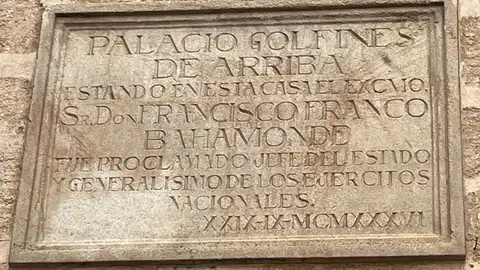 PALACIO GOLFINES
DE ARRIBA
ESTANDO EN ESTA CASA EL EXCMO.
SR. DON FRANCISCO FRANCO
BAHAMONDE
FUE PROCLAMADO JEFE DEL ESTADO
Y GENERALISIMO DE LOS EJERCITOS
NACIONALES.
XXIX-IX-MCMXXXVI